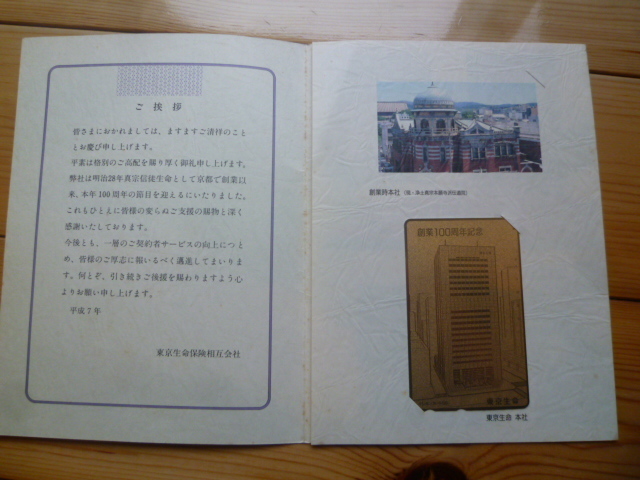 ご挨拶
皆さまにおかれましては、ますますご清祥のこと
とお慶び申し上げます。
平素は格別のご高配を賜り厚く御礼申し上げます。
弊社は明治28年真宗信徒生命として京都で創業以
来、本年100周年の節目を迎えるにいたりました。
これもひとえに皆様の変らぬご支援の賜物と深く
感謝いたしております。
今後とも、一層のご契約者サービスの向上につと
め、皆様のご厚志に報いるべく邁進してまいりま
す。何とぞ、引き続きご後援を賜わりますよう心
よりお願い申し上げます。
平成7年
東京生命保険相互会社
創業時本社
創業100周年記念
東京生命
東京生命 本社